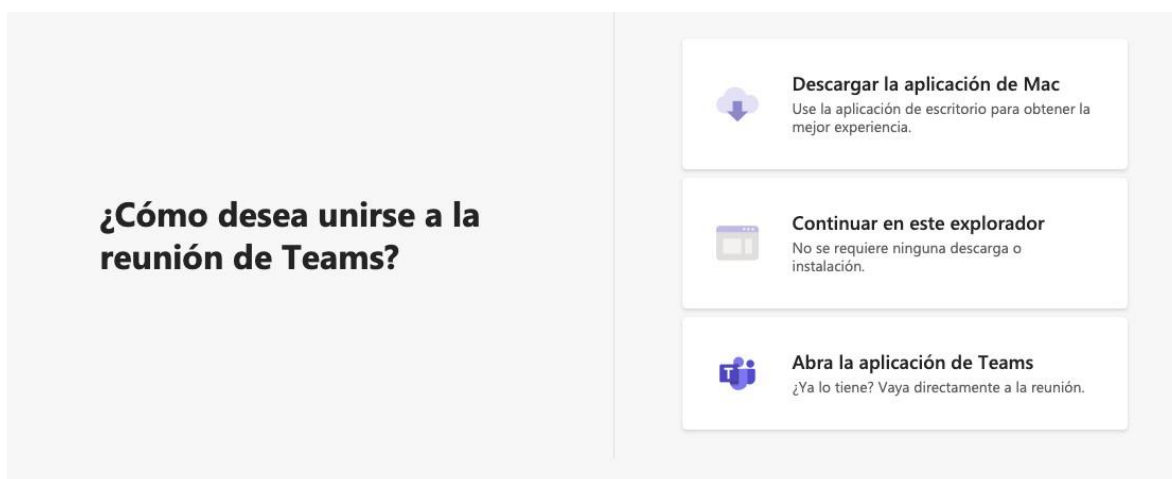 ¿Cómo desea unirse a la
reunión de Teams?
Descargar la aplicación de Mac
Use la aplicación de escritorio para obtener la
mejor experiencia.
Continuar en este explorador
No se requiere ninguna descarga o
instalación.
T
Abra la aplicación de Teams
¿Ya lo tiene? Vaya directamente a la reunión.